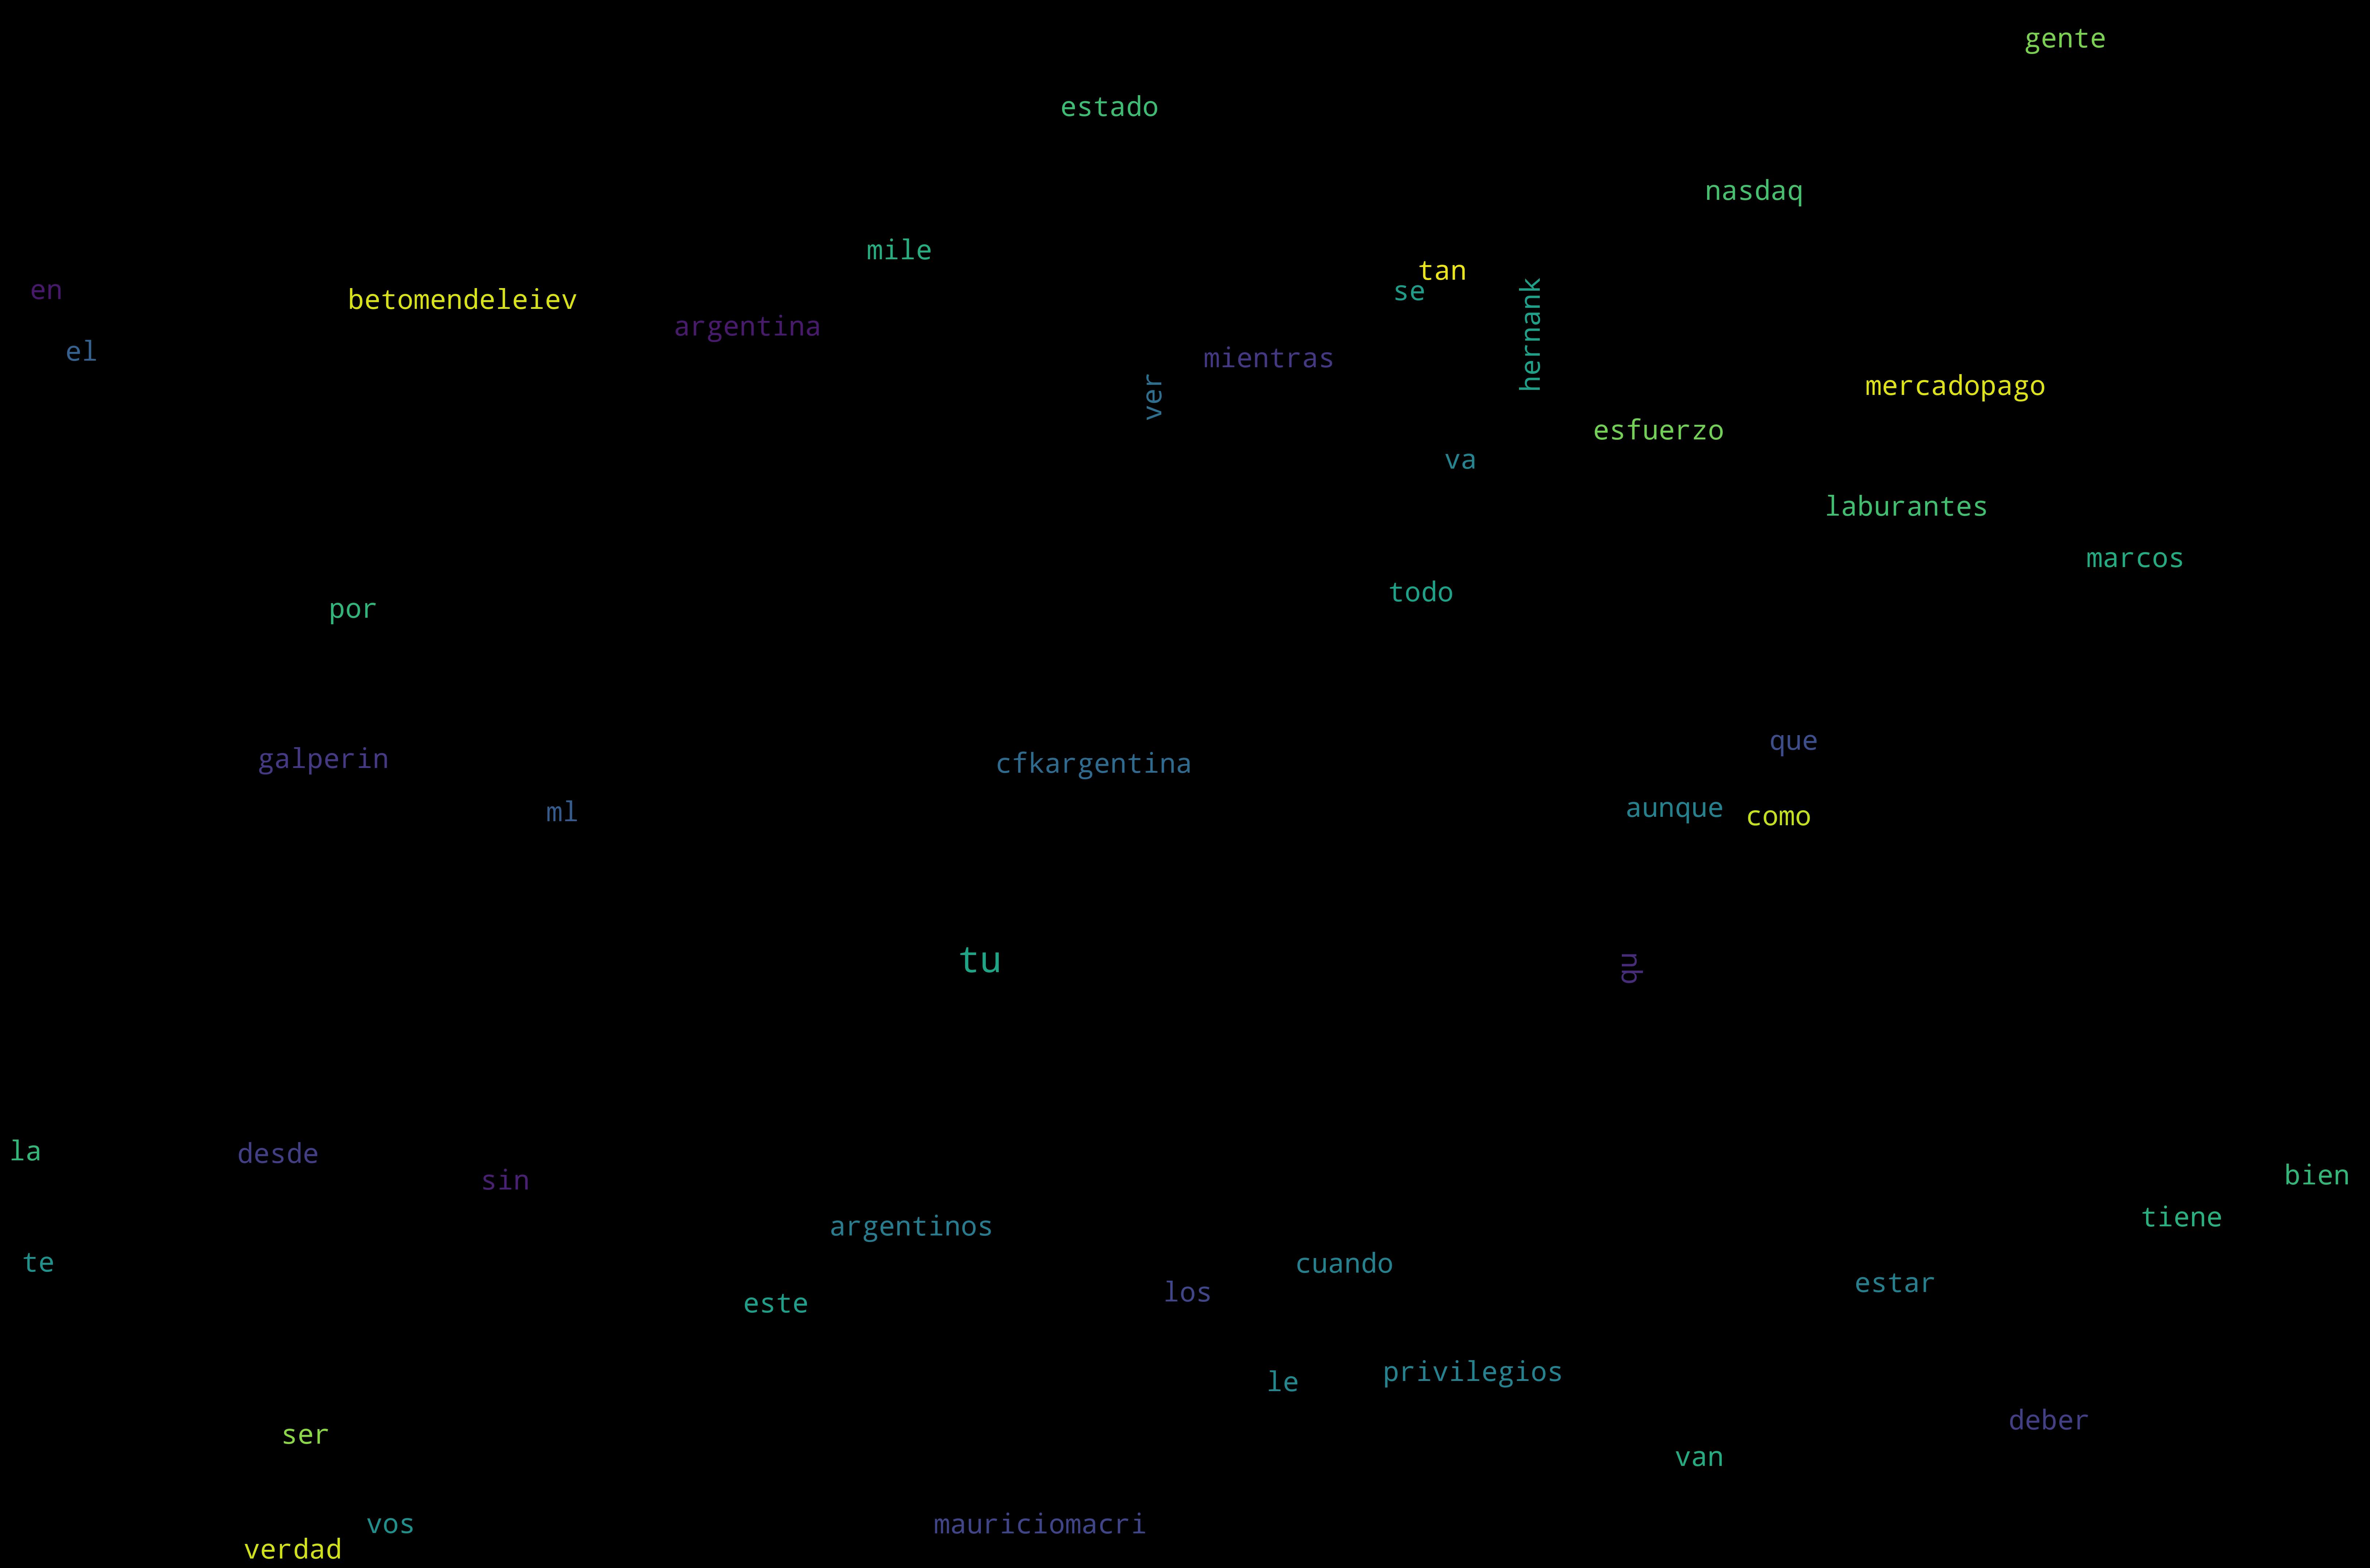 gente
estado
nasdaq
mile
tan
en
se
betomendeleiev
hernank
argentina
el
mientras
mercadopago
ver
esfuerzo
va
laburantes
marcos
todo
por
que
galperin
cfkargentina
aunque
ml
como
tu
qu
la
desde
bien
sin
tiene
argentinos
te
cuando
estar
los
este
privilegios
le
deber
ser
van
vos
mauriciomacri
verdad